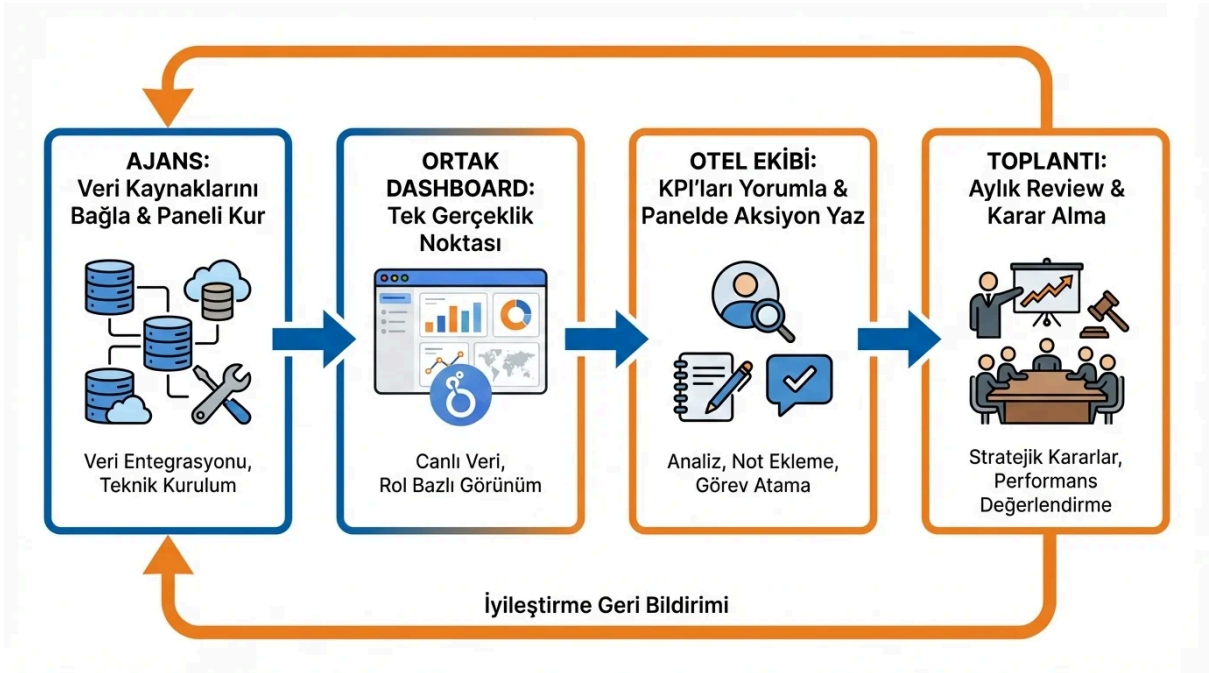 AJANS:
Veri Kaynaklarını
Bağla & Paneli Kur
Veri Entegrasyonu,
Teknik Kurulum
ORTAK
DASHBOARD:
Tek Gerçeklik
Noktası
Canlı Veri,
Rol Bazlı Görünüm
OTEL EKİBİ:
KPI’ları Yorumla &
Panelde Aksiyon Yaz
Analiz, Not Ekleme,
Görev Atama
TOPLANTI:
Aylık Review &
Karar Alma
Stratejik Kararlar,
Performans
Değerlendirme
İyileştirme Geri Bildirimi